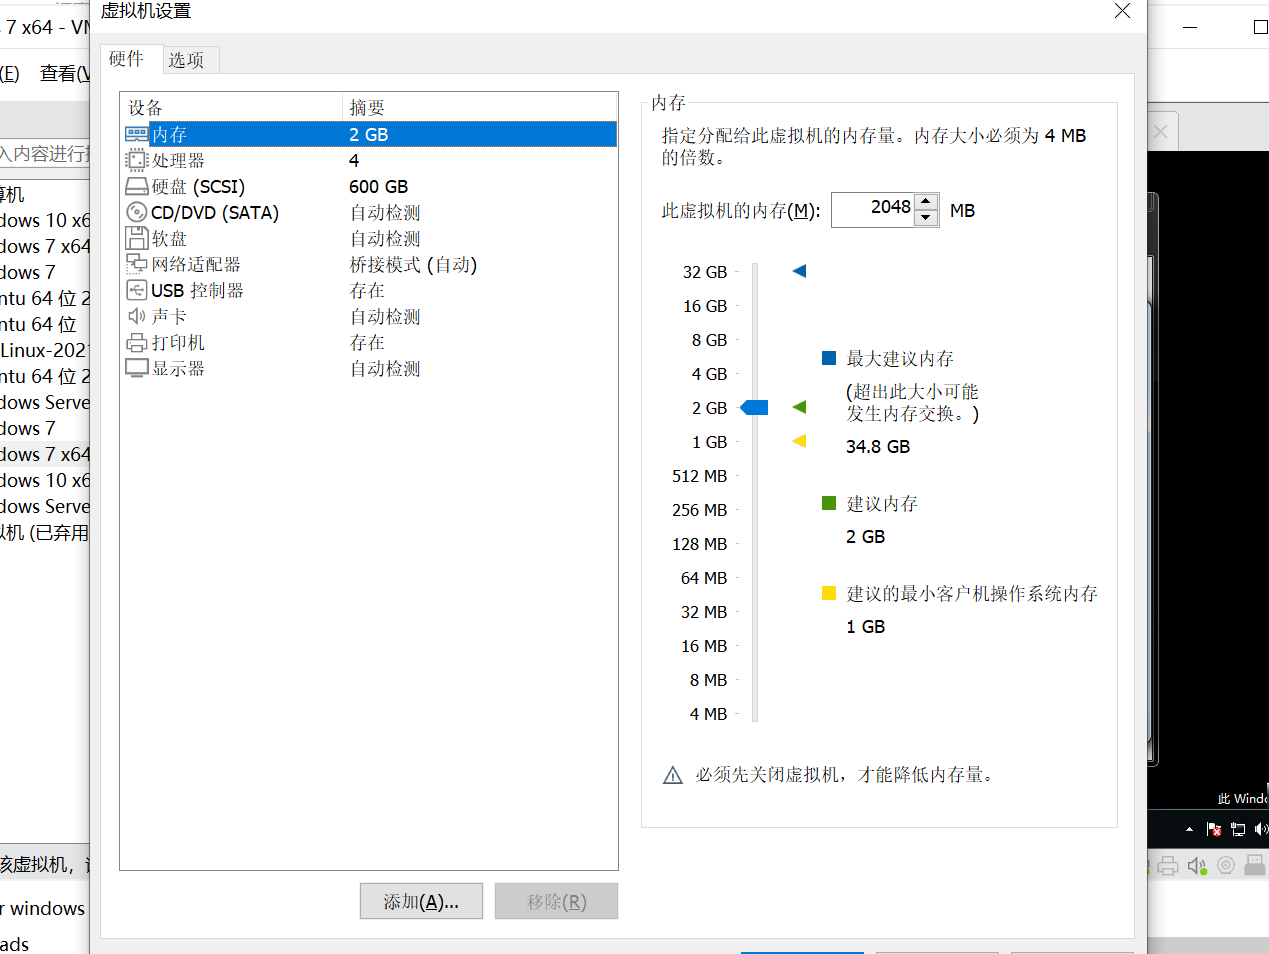 虚拟机设置
7 x64 - VM
(E) 查看(V
硬件 选项
设备 摘要
内存 2 GB
处理器 4
硬盘 (SCSI) 600 GB
CD/DVD (SATA) 自动检测
软盘 自动检测
网络适配器 桥接模式 (自动)
USB 控制器 存在
声卡 自动检测
打印机 存在
显示器 自动检测
添加(A)... 移除(R)
内存
指定分配给此虚拟机的内存量。内存大小必须为 4 MB
的倍数。
此虚拟机的内存(M): 2048 MB
32 GB
16 GB
8 GB
4 GB
2 GB
1 GB
512 MB
256 MB
128 MB
64 MB
32 MB
16 MB
8 MB
4 MB
最大建议内存
(超出此大小可能
发生内存交换。)
34.8 GB
建议内存
2 GB
建议的最小客户机操作系统内存
1 GB
必须先关闭虚拟机，才能降低内存量。
入内容进行
算机
dows 10 x6
dows 7 x64
dows 7
ntu 64 位 2
ntu 64 位
Linux-202
ntu 64 位 2
dows Serve
dows 7
dows 7 x64
dows 10 x6
dows Serve
拟机 (已弃用
该虚拟机，
r windows
ads
此 Windo